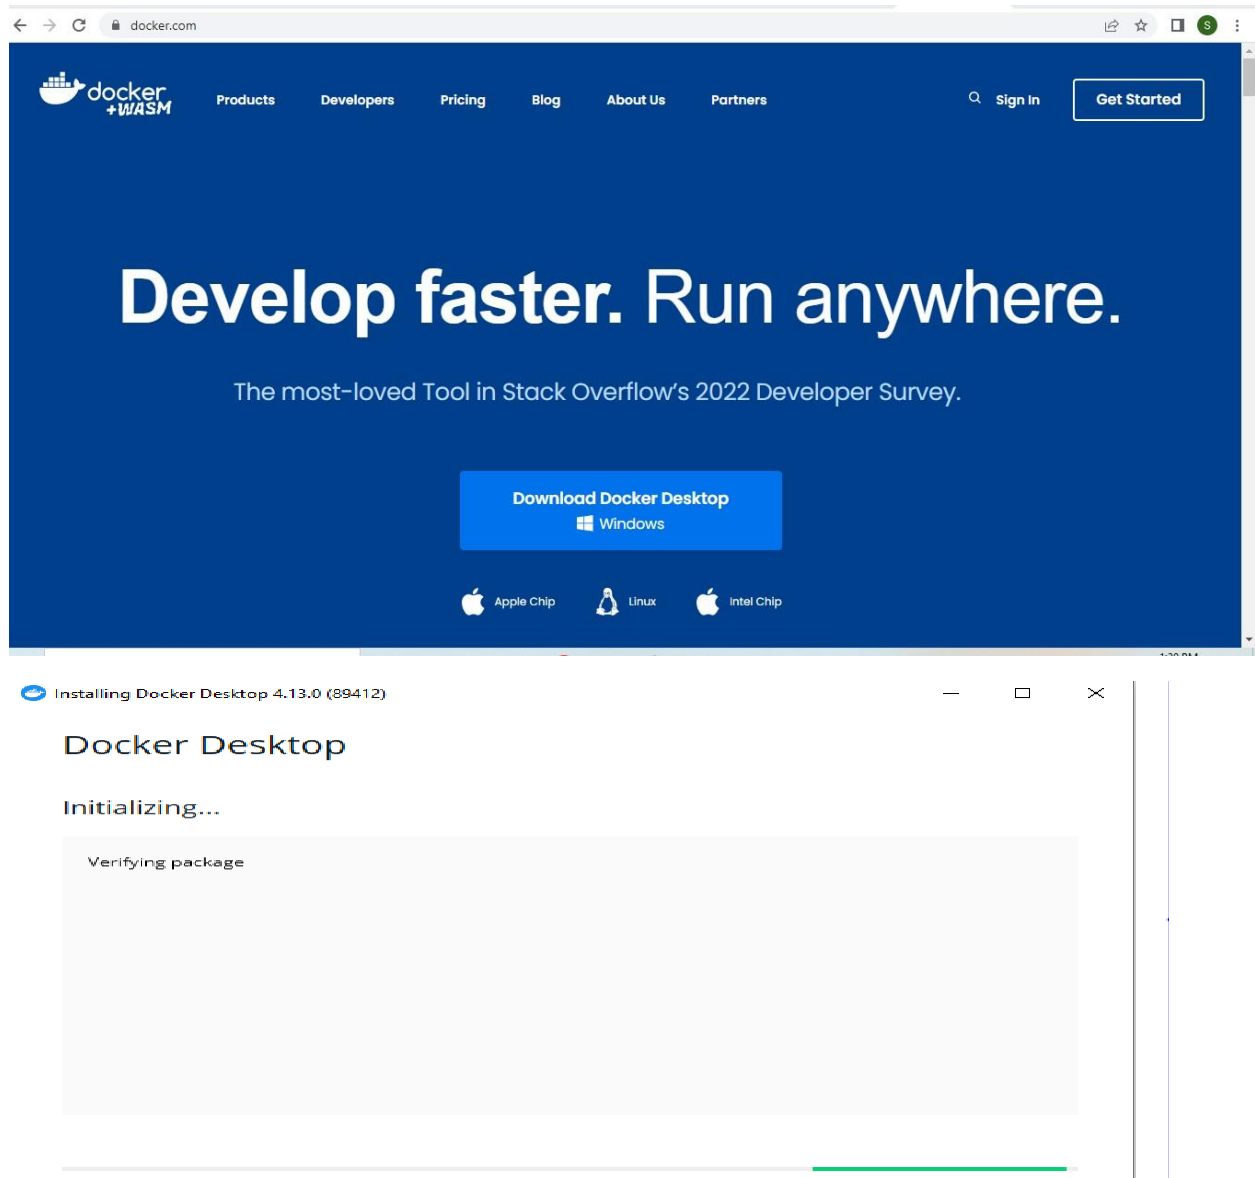 docker.com
S
docker
+WASM
Products Developers Pricing Blog About Us Partners Sign In Get Started
Develop faster. Run anywhere.
The most-loved Tool in Stack Overflow's 2022 Developer Survey.
Download Docker Desktop
Windows
Apple Chip Linux Intel Chip
Installing Docker Desktop 4.13.0 (89412)
Docker Desktop
Initializing...
Verifying package